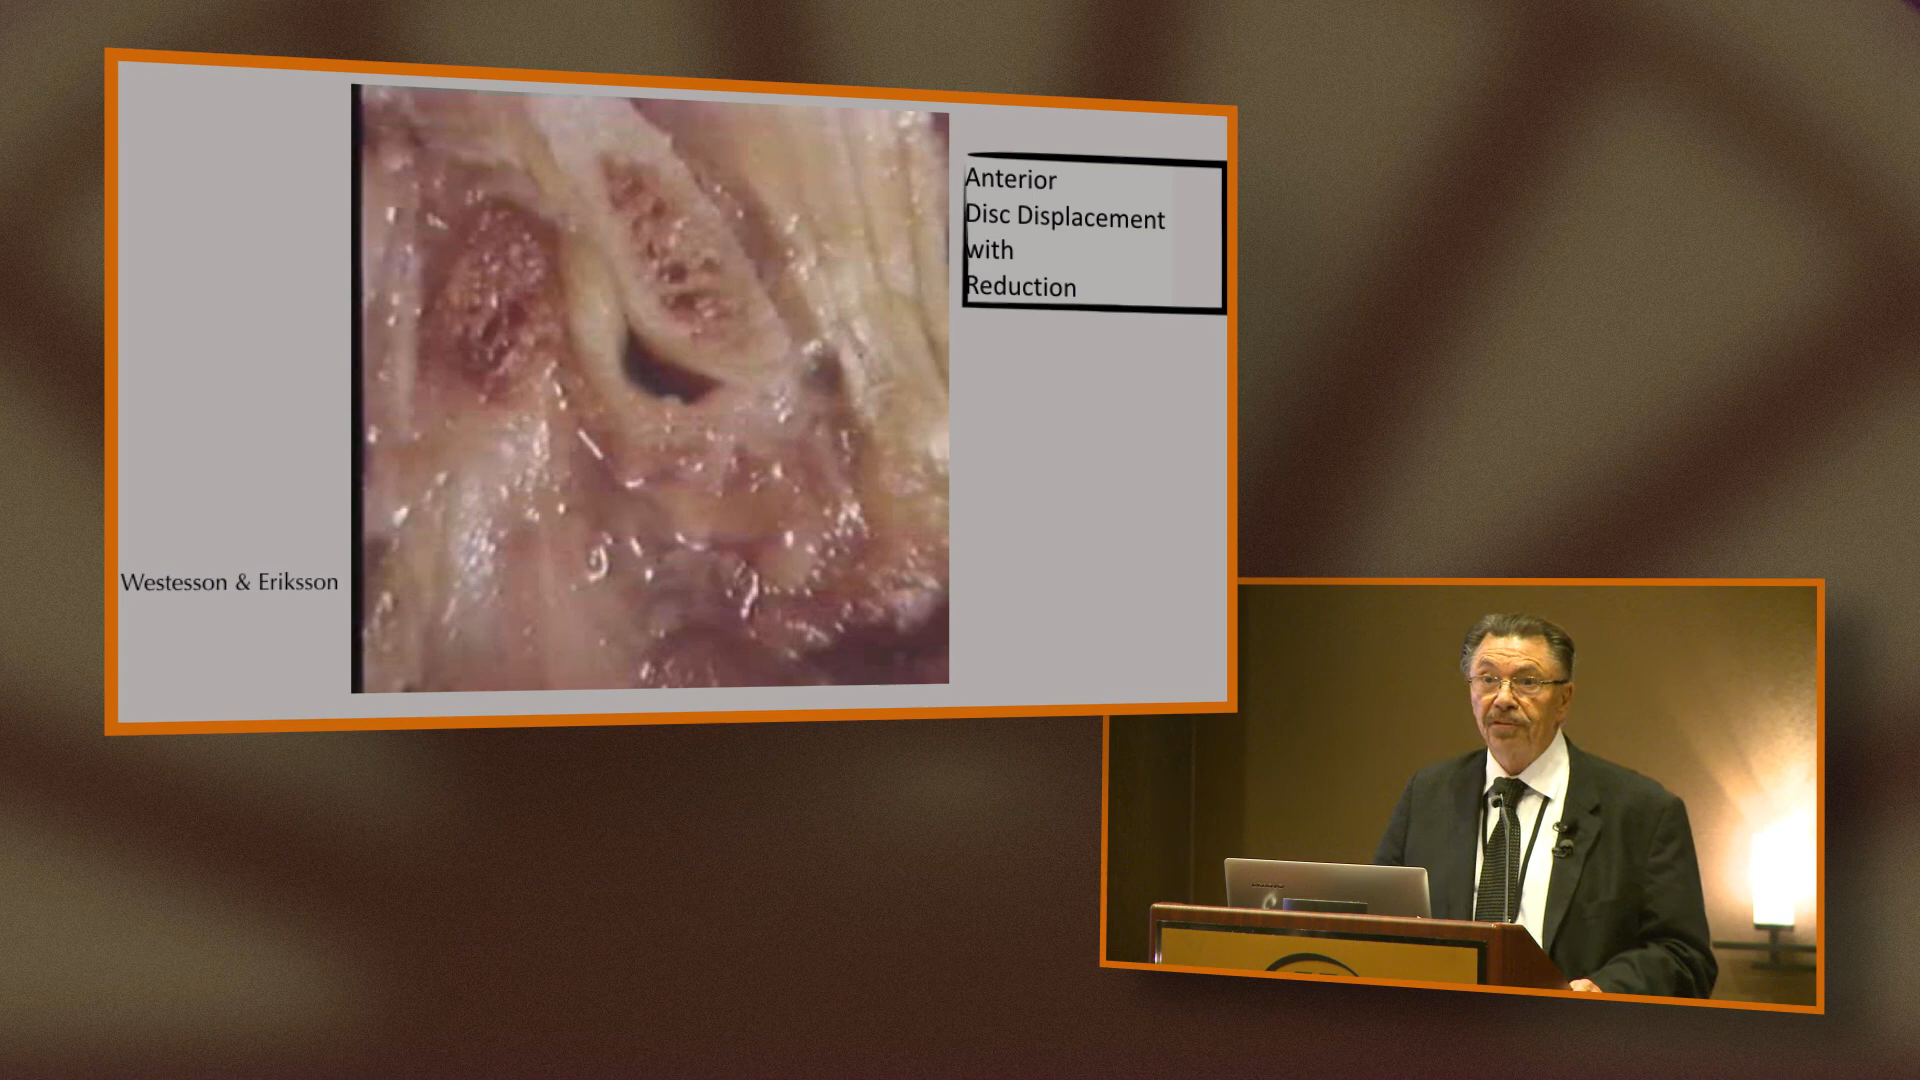 Anterior
Disc Displacement
with
Reduction
Westesson & Eriksson